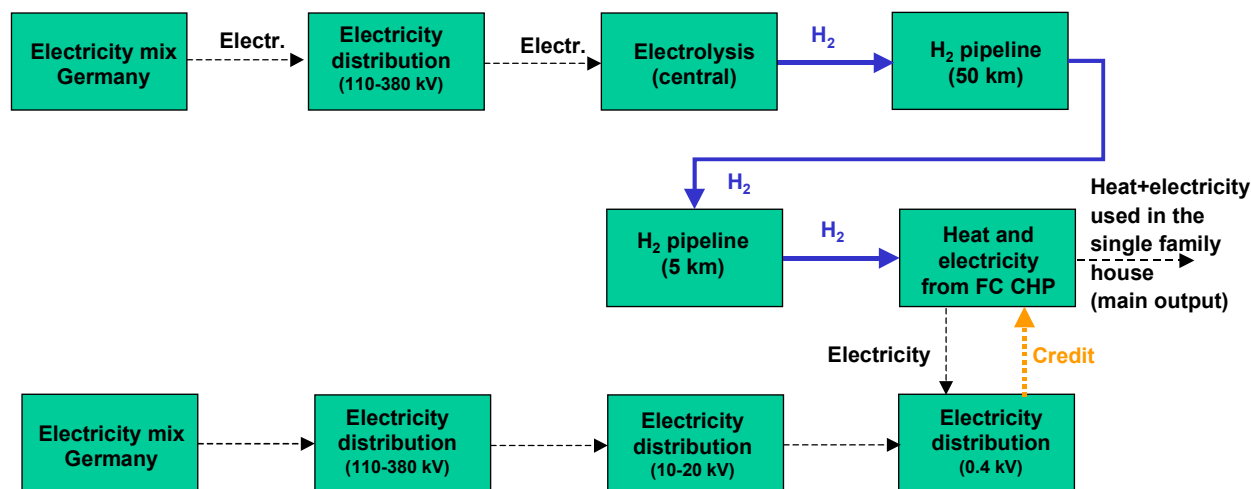 Electricity mix
Germany
Electr.
Electricity
distribution
(110-380 kV)
Electr.
Electrolysis
(central)
H₂
H₂ pipeline
(50 km)
H₂
H₂ pipeline
(5 km)
H₂
Heat and
electricity
from FC CHP
Heat+electricity
used in the
single family
house
(main output)
Electricity
Credit
Electricity mix
Germany
Electricity
distribution
(110-380 kV)
Electricity
distribution
(10-20 kV)
Electricity
distribution
(0.4 kV)